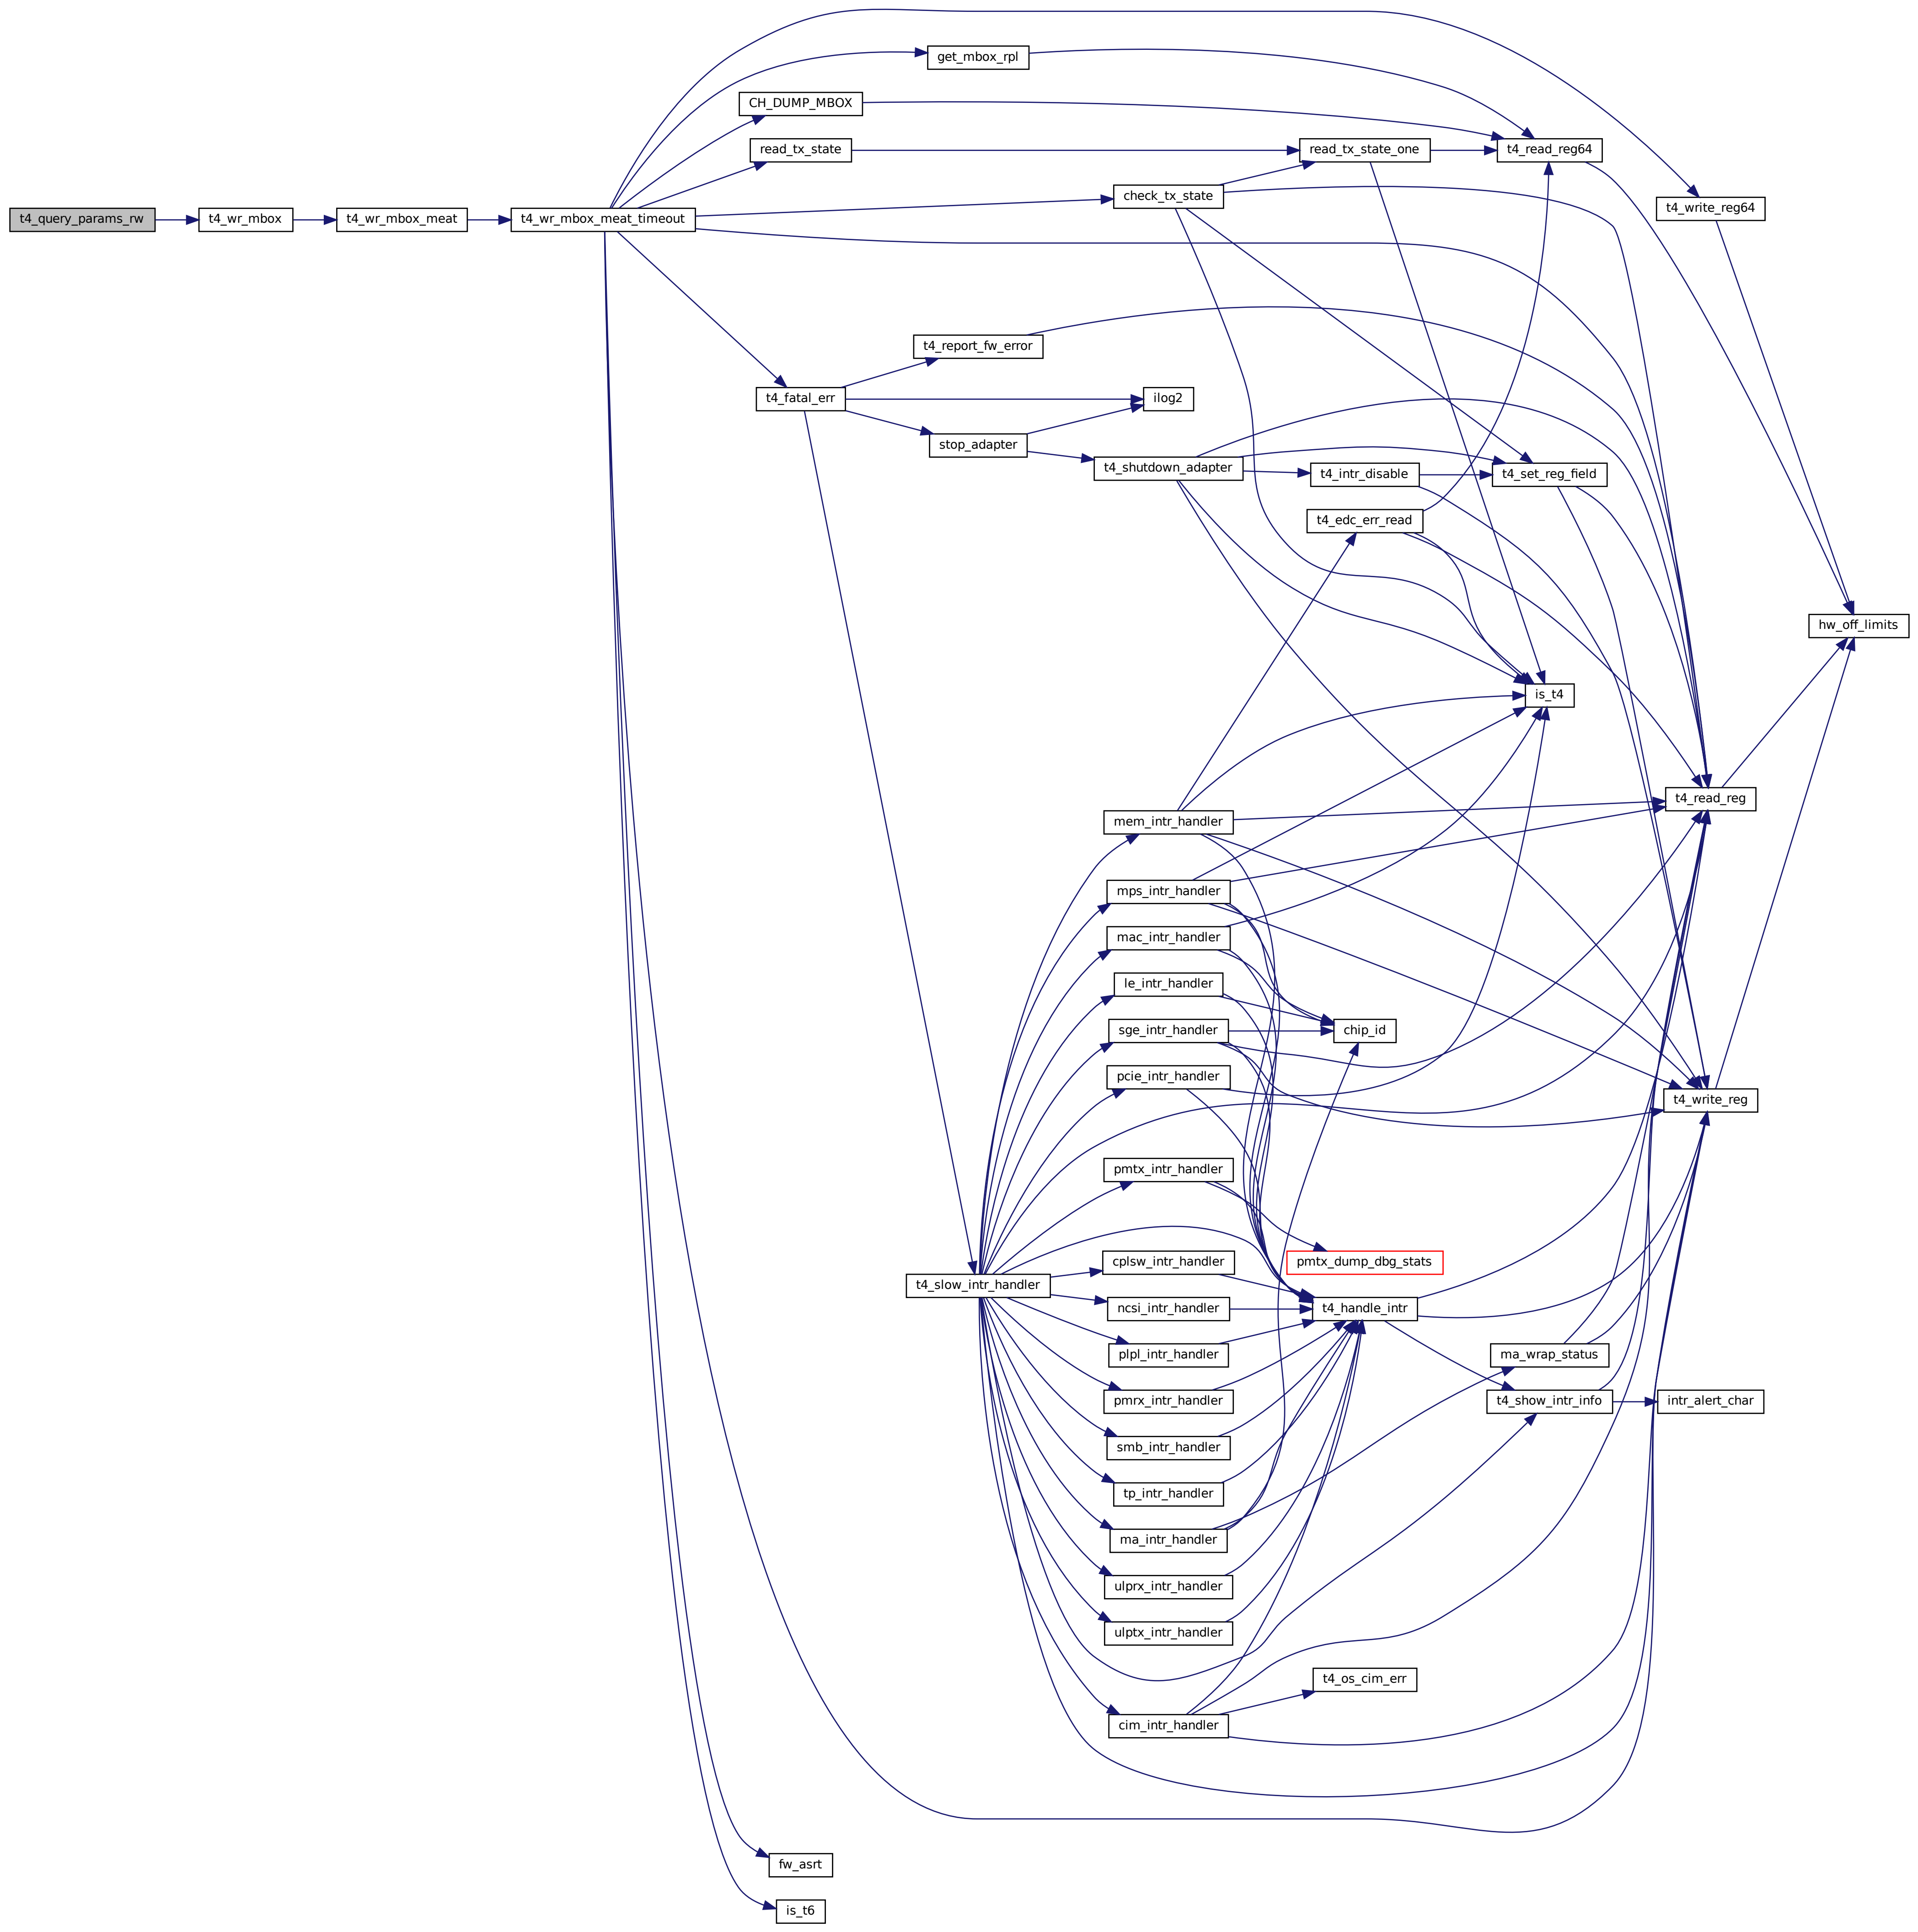 get_mbox_rpl
CH_DUMP_MBOX
read_tx_state
read_tx_state_one
t4_read_reg64
check_tx_state
t4_write_reg64
t4_query_params_rw
t4_wr_mbox
t4_wr_mbox_meat
t4_wr_mbox_meat_timeout
t4_report_fw_error
t4_fatal_err
ilog2
stop_adapter
t4_shutdown_adapter
t4_intr_disable
t4_set_reg_field
t4_edc_err_read
hw_off_limits
is_t4
t4_read_reg
mem_intr_handler
mps_intr_handler
mac_intr_handler
le_intr_handler
sge_intr_handler
chip_id
pcie_intr_handler
t4_write_reg
pmtx_intr_handler
cplsw_intr_handler
pmtx_dump_dbg_stats
t4_slow_intr_handler
ncsi_intr_handler
t4_handle_intr
plpl_intr_handler
ma_wrap_status
pmrx_intr_handler
t4_show_intr_info
intr_alert_char
smb_intr_handler
tp_intr_handler
ma_intr_handler
ulprx_intr_handler
ulptx_intr_handler
t4_os_cim_err
cim_intr_handler
fw_asrt
is_t6